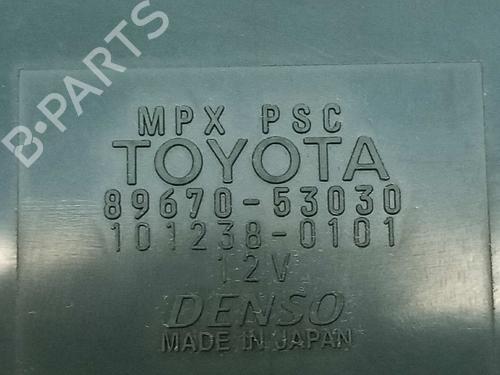 B-PARTS
MPX PSC
TOYOTA
89670-53030
101238-0101
12V
DENSO
MADE IN JAPAN